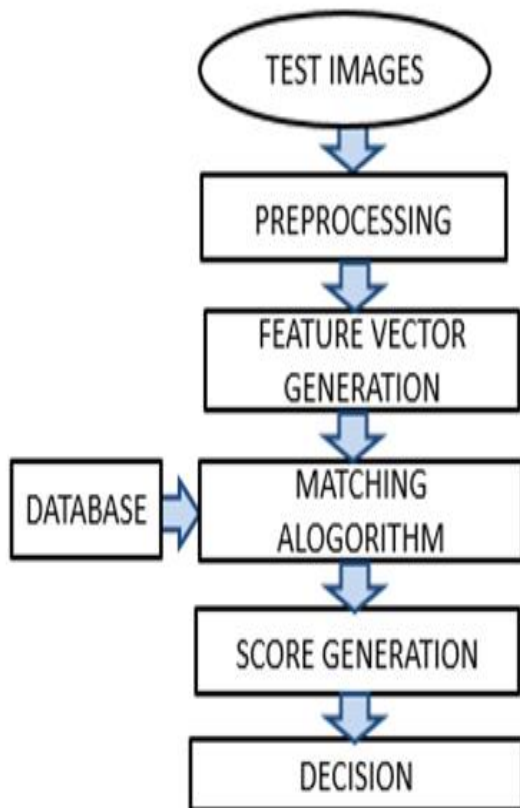 TEST IMAGES
PREPROCESSING
FEATURE VECTOR
GENERATION
DATABASE
MATCHING
ALOGORITHM
SCORE GENERATION
DECISION